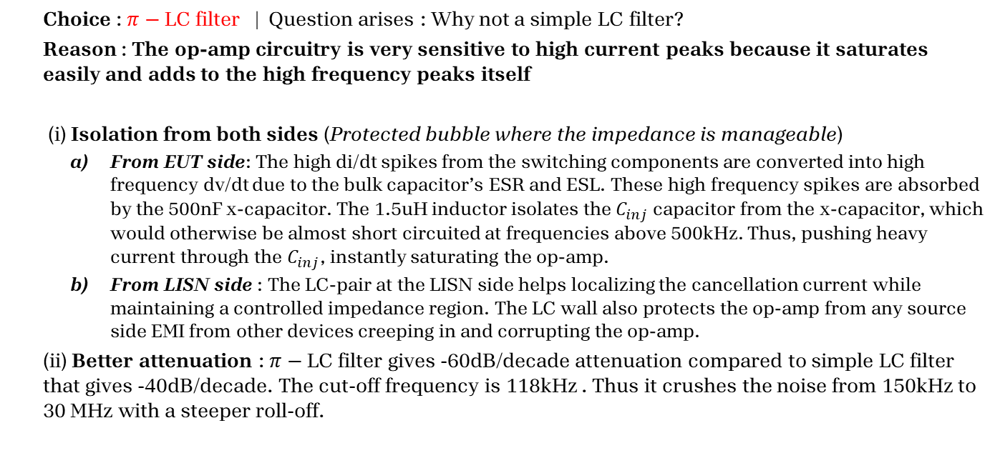 Choice : π − LC filter | Question arises : Why not a simple LC filter?
Reason : The op-amp circuitry is very sensitive to high current peaks because it saturates
easily and adds to the high frequency peaks itself
(i) Isolation from both sides (Protected bubble where the impedance is manageable)
a) From EUT side: The high di/dt spikes from the switching components are converted into high
frequency dv/dt due to the bulk capacitor’s ESR and ESL. These high frequency spikes are absorbed
by the 500nF x-capacitor. The 1.5uH inductor isolates the C_inj capacitor from the x-capacitor, which
would otherwise be almost short circuited at frequencies above 500kHz. Thus, pushing heavy
current through the C_inj, instantly saturating the op-amp.
b) From LISN side : The LC-pair at the LISN side helps localizing the cancellation current while
maintaining a controlled impedance region. The LC wall also protects the op-amp from any source
side EMI from other devices creeping in and corrupting the op-amp.
(ii) Better attenuation : π − LC filter gives -60dB/decade attenuation compared to simple LC filter
that gives -40dB/decade. The cut-off frequency is 118kHz . Thus it crushes the noise from 150kHz to
30 MHz with a steeper roll-off.